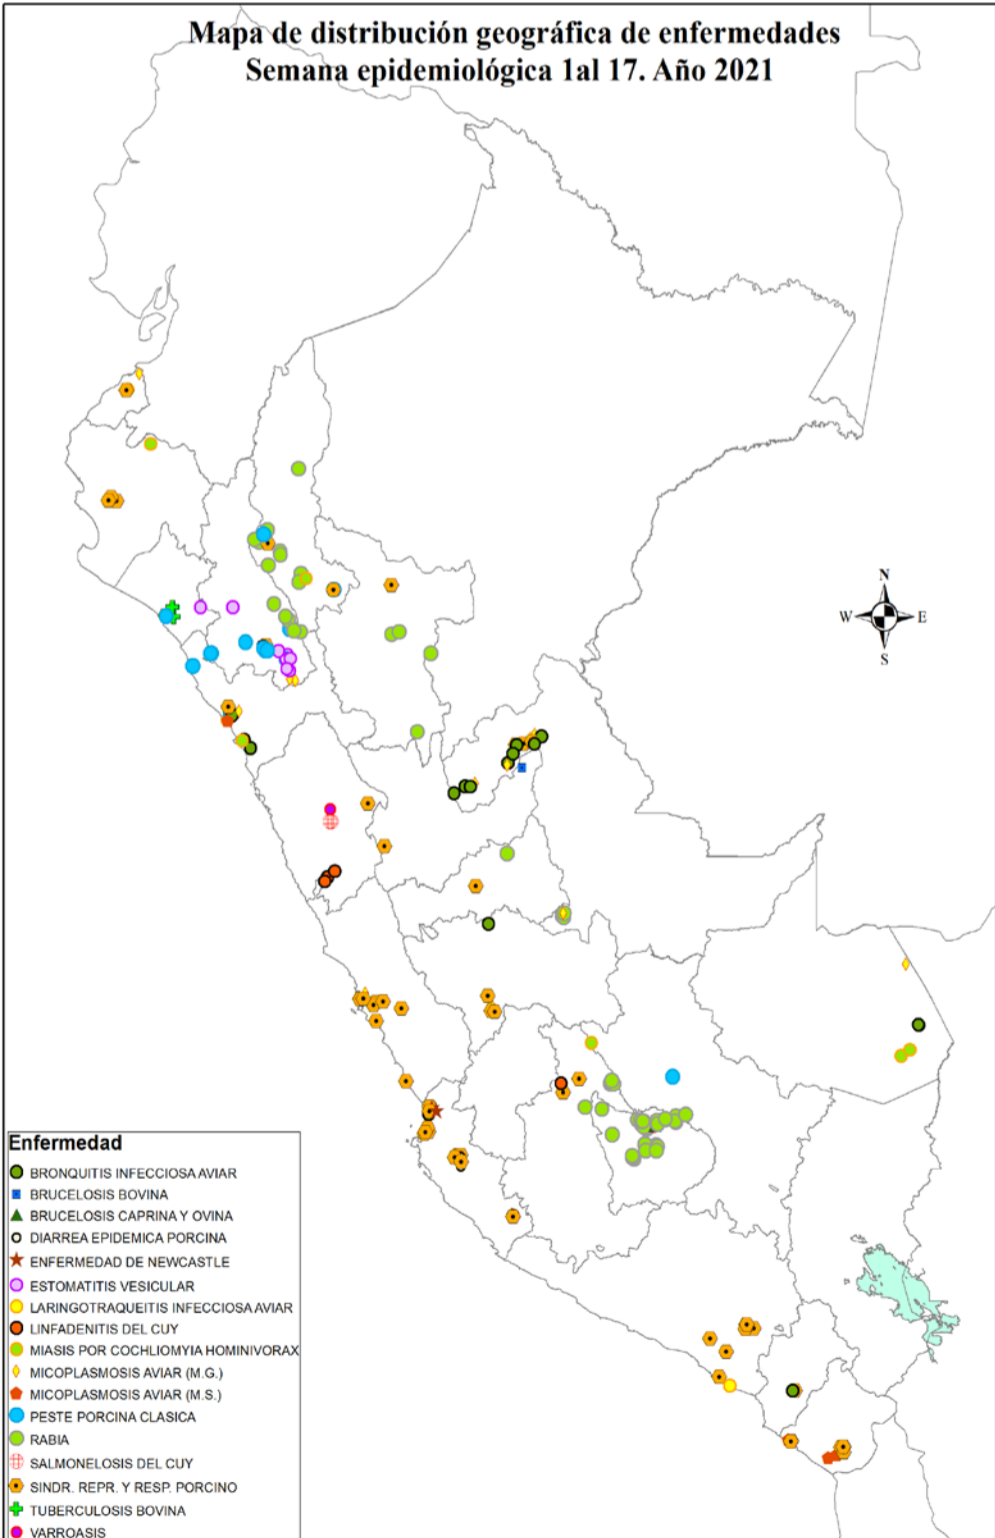 Mapa de distribución geográfica de enfermedades
Semana epidemiológica 1al 17. Año 2021
N
W
E
S
Enfermedad
BRONQUITIS INFECCIOSA AVIAR
BRUCELOSIS BOVINA
BRUCELOSIS CAPRINA Y OVINA
DIARREA EPIDEMICA PORCINA
ENFERMEDAD DE NEWCASTLE
ESTOMATITIS VESICULAR
LARINGOTRAQUEITIS INFECCIOSA AVIAR
LINFADENITIS DEL CUY
MIASIS POR COCHLIOMYIA HOMINIVORAX
MICOPLASMOSIS AVIAR (M.G.)
MICOPLASMOSIS AVIAR (M.S.)
PESTE PORCINA CLASICA
RABIA
SALMONELOSIS DEL CUY
SINDR. REPR. Y RESP. PORCINO
TUBERCULOSIS BOVINA
VARROASIS